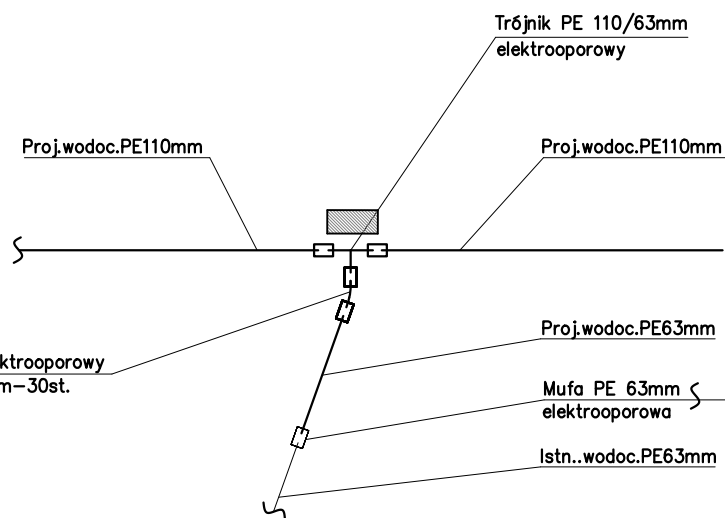 Trójnik PE 110/63mm
elektrooporowy
Proj.wodoc.PE110mm
Proj.wodoc.PE110mm
Proj.wodoc.PE63mm
ktrooporowy
m-30st.
Mufa PE 63mm
elektrooporowa
Istn..wodoc.PE63mm